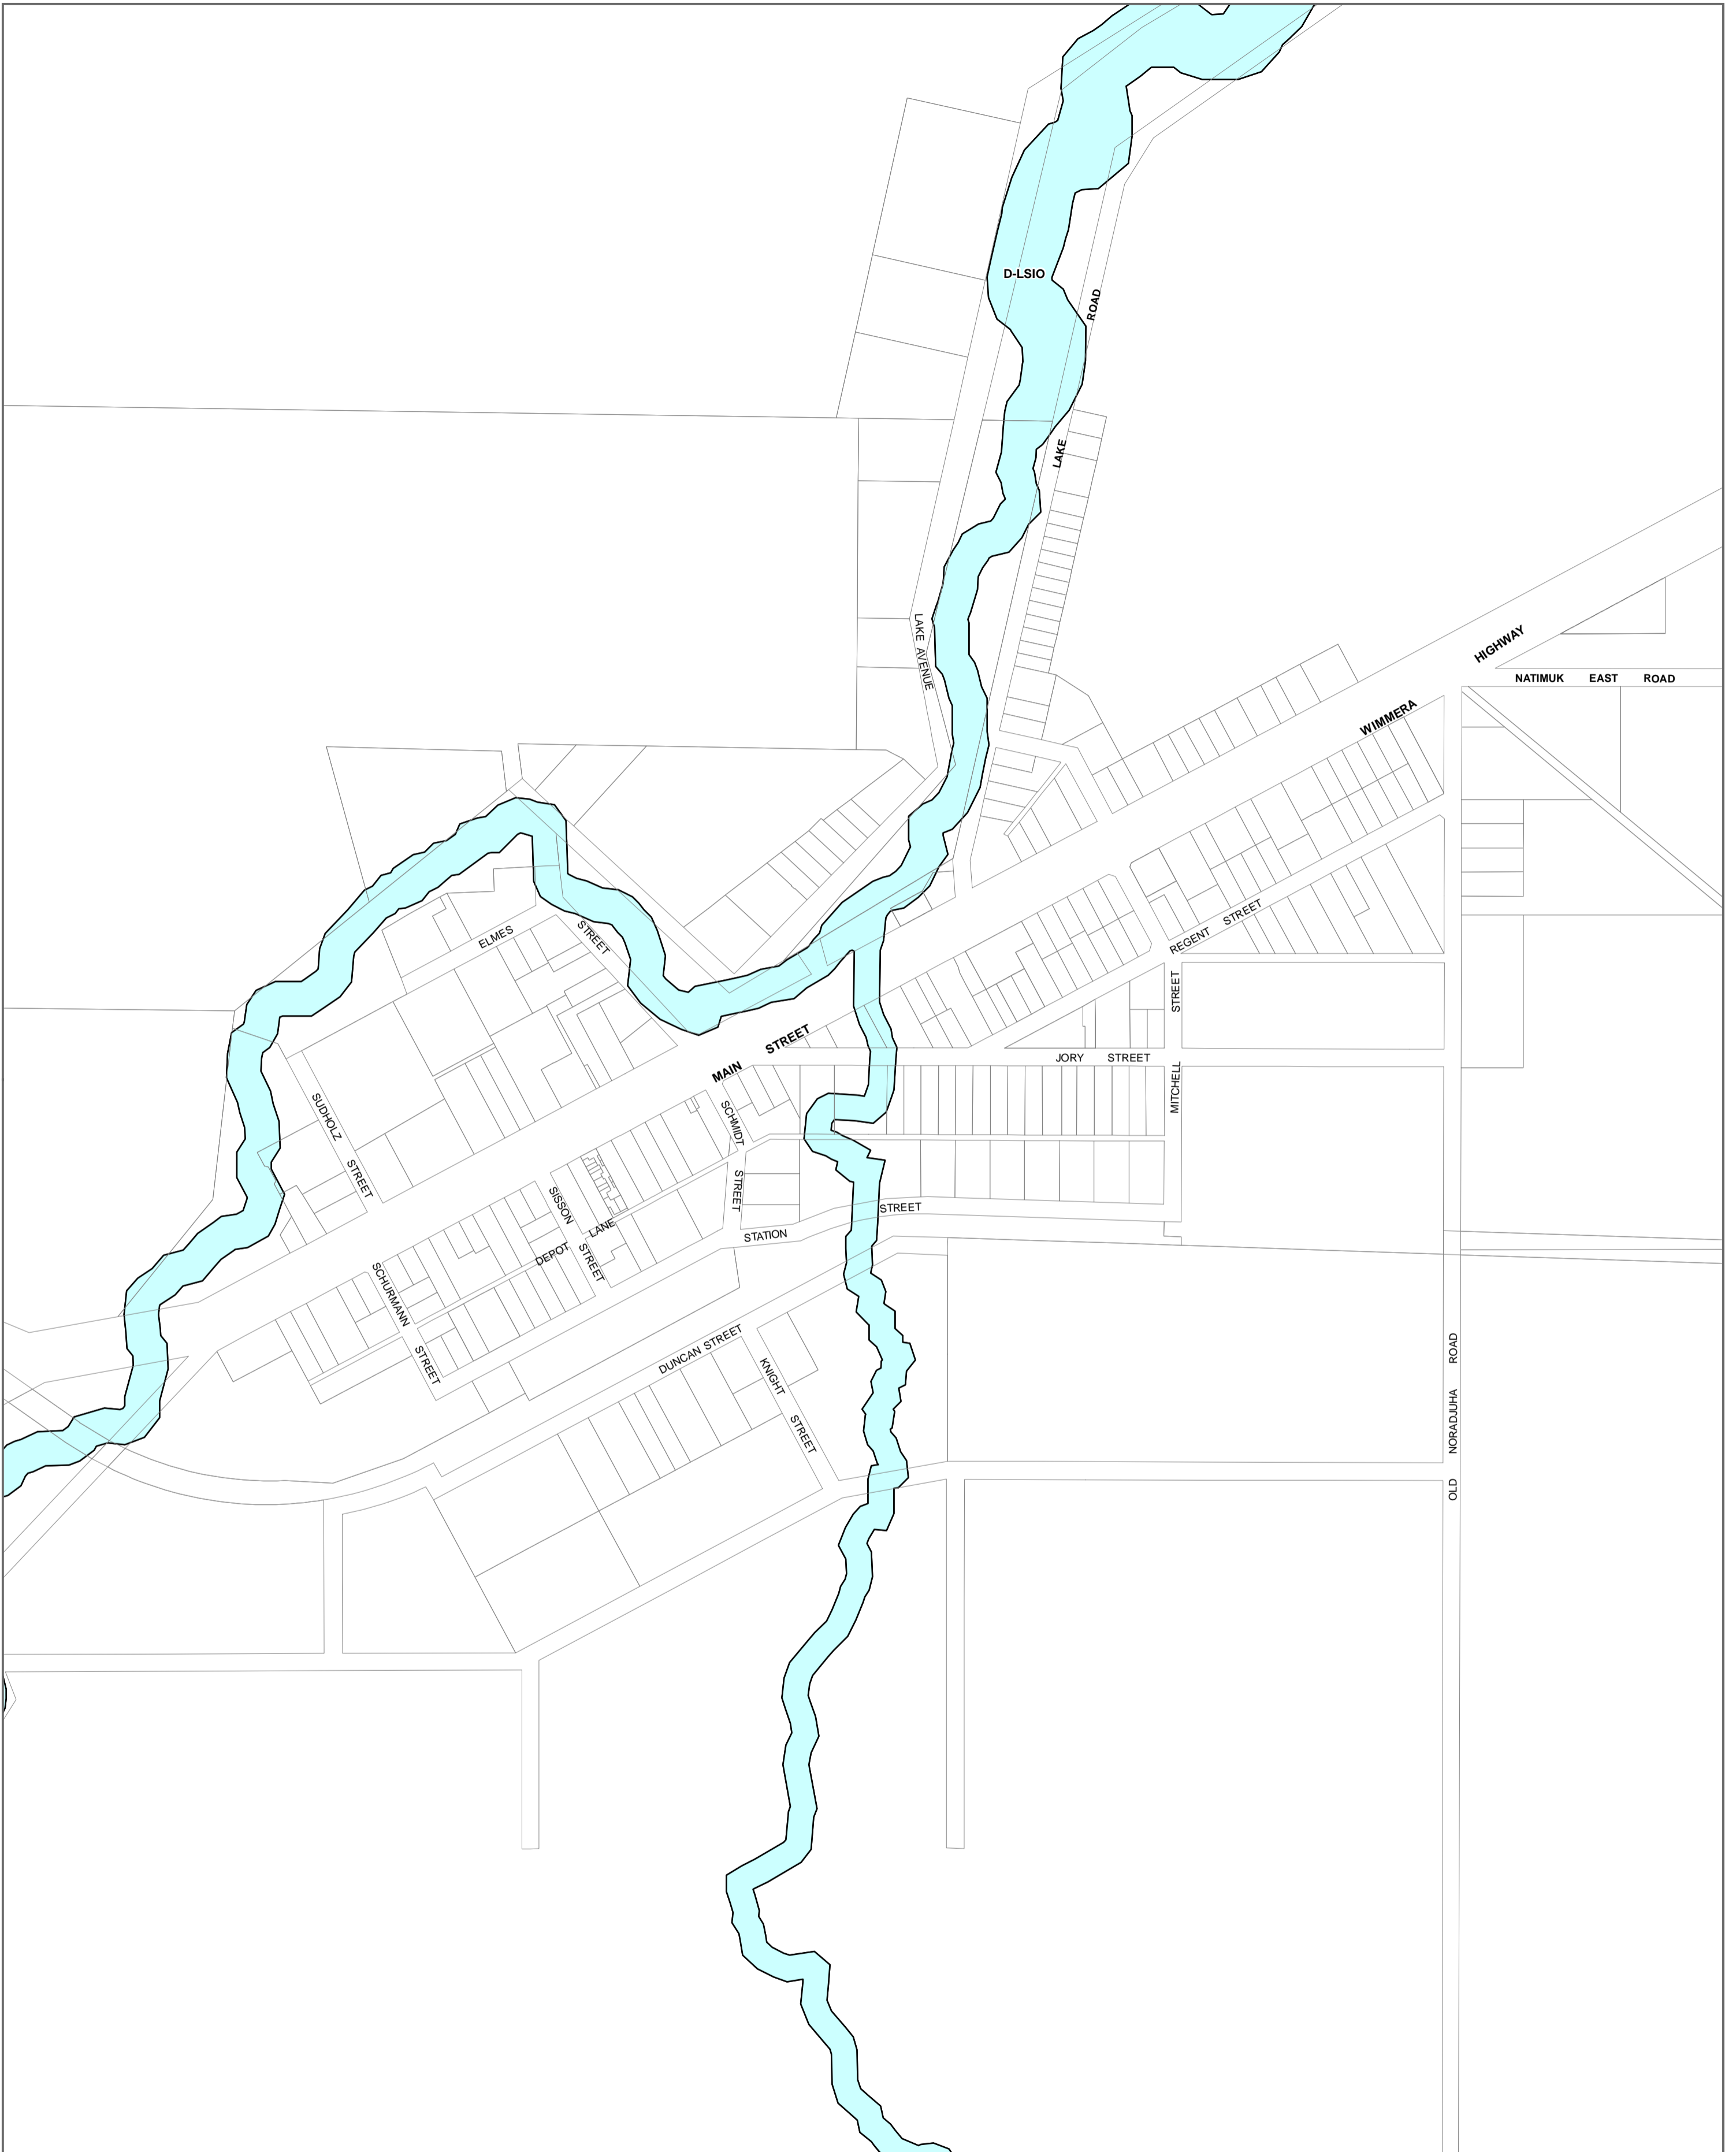 D-LSIO
ROAD
LAKE
LAKE AVENUE
HIGHWAY
NATIMUK EAST ROAD
WIMMERA
ELMES
STREET
REGENT STREET
STREET
MAIN STREET
JORY STREET
MITCHELL
SUDHOLZ
STREET
SCHMIDT
STREET
SISSON
STREET
DEPOT LANE
STATION STREET
SCHURMANN
STREET
DUNCAN STREET
KNIGHT
STREET
OLD NORADJUHA ROAD